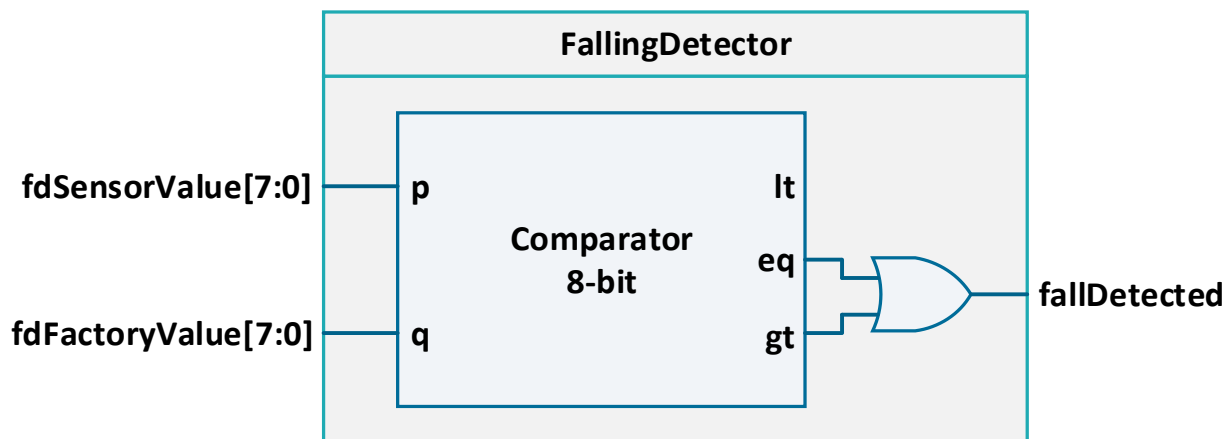 FallingDetector
fdSensorValue[7:0]
p
lt
Comparator
8-bit
eq
fallDetected
fdFactoryValue[7:0]
q
gt